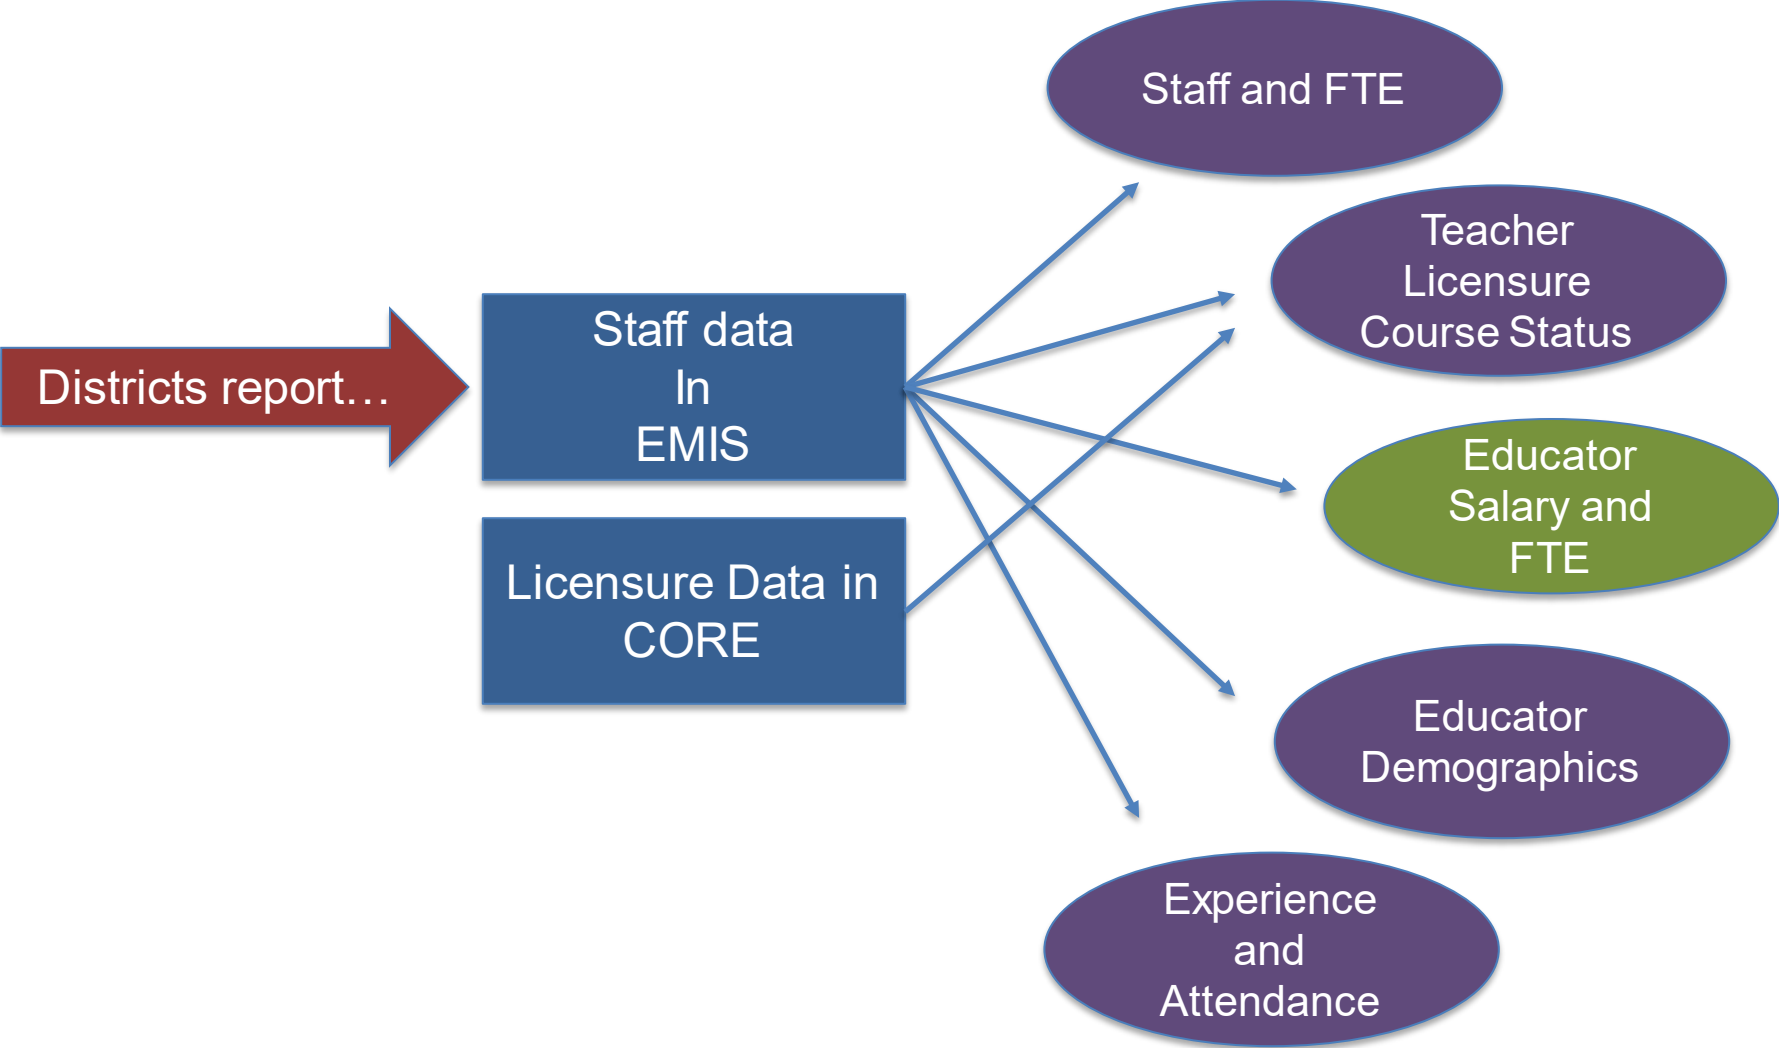 Districts report…
Staff data
In
EMIS
Licensure Data in
CORE
Staff and FTE
Teacher
Licensure
Course Status
Educator
Salary and
FTE
Educator
Demographics
Experience
and
Attendance